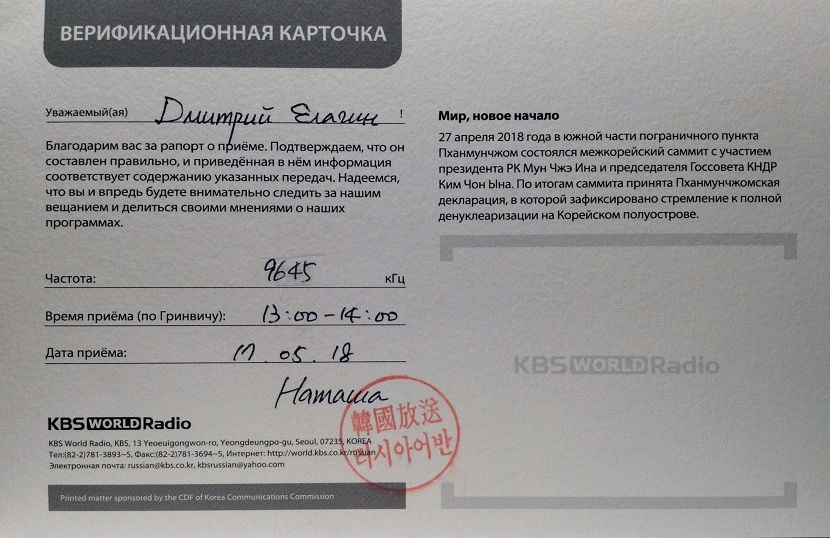 ВЕРИФИКАЦИОННАЯ КАРТОЧКА
Уважаемый(ая) Дмитрий Елагин !
Благодарим вас за рапорт о приёме. Подтверждаем, что он
составлен правильно, и приведённая в нём информация
соответствует содержанию указанных передач. Надеемся,
что вы и впредь будете внимательно следить за нашим
вещанием и делиться своими мнениями о наших
программах.
Частота: 9645 кГц
Время приёма (по Гринвичу): 13:00-14:00
Дата приёма: 17.05.18
Наташа
韓國放送
러시아어반
KBS WORLD Radio
KBS World Radio, KBS, 13 Yeoeuigongwon-ro, Yeongdeungpo-gu, Seoul, 07235, KOREA
Тел:(82-2)781-3893~5, Факс:(82-2)781-3694~5, Интернет: http://world.kbs.co.kr/russian
Электронная почта: russian@kbs.co.kr, kbsrussian@yahoo.com
Printed matter sponsored by the CDF of Korea Communications Commission
Мир, новое начало
27 апреля 2018 года в южной части пограничного пункта
Пханмунчжом состоялся межкорейский саммит с участием
президента РК Мун Чжэ Ина и председателя Госсовета КНДР
Ким Чон Ына. По итогам саммита принята Пханмунчжомская
декларация, в которой зафиксировано стремление к полной
денуклеаризации на Корейском полуострове.
KBS WORLD Radio